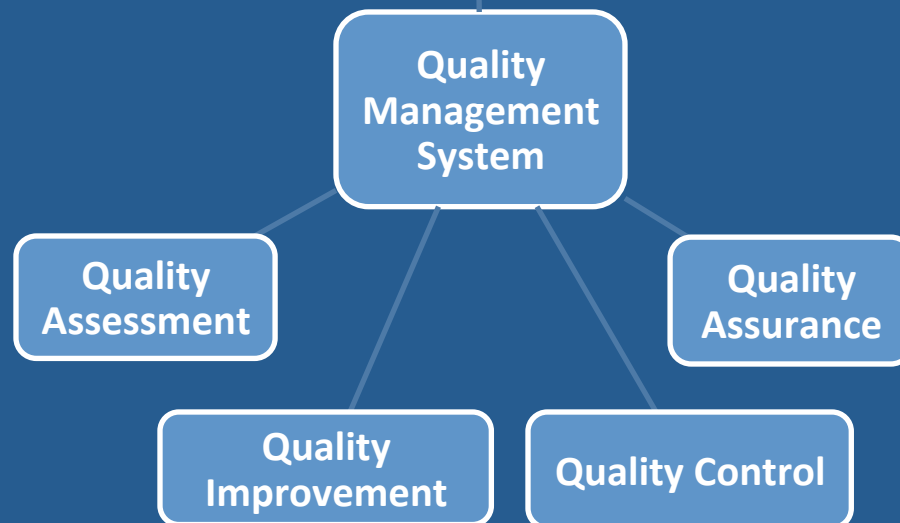 Quality
Management
System
Quality
Assessment
Quality
Assurance
Quality
Improvement
Quality Control